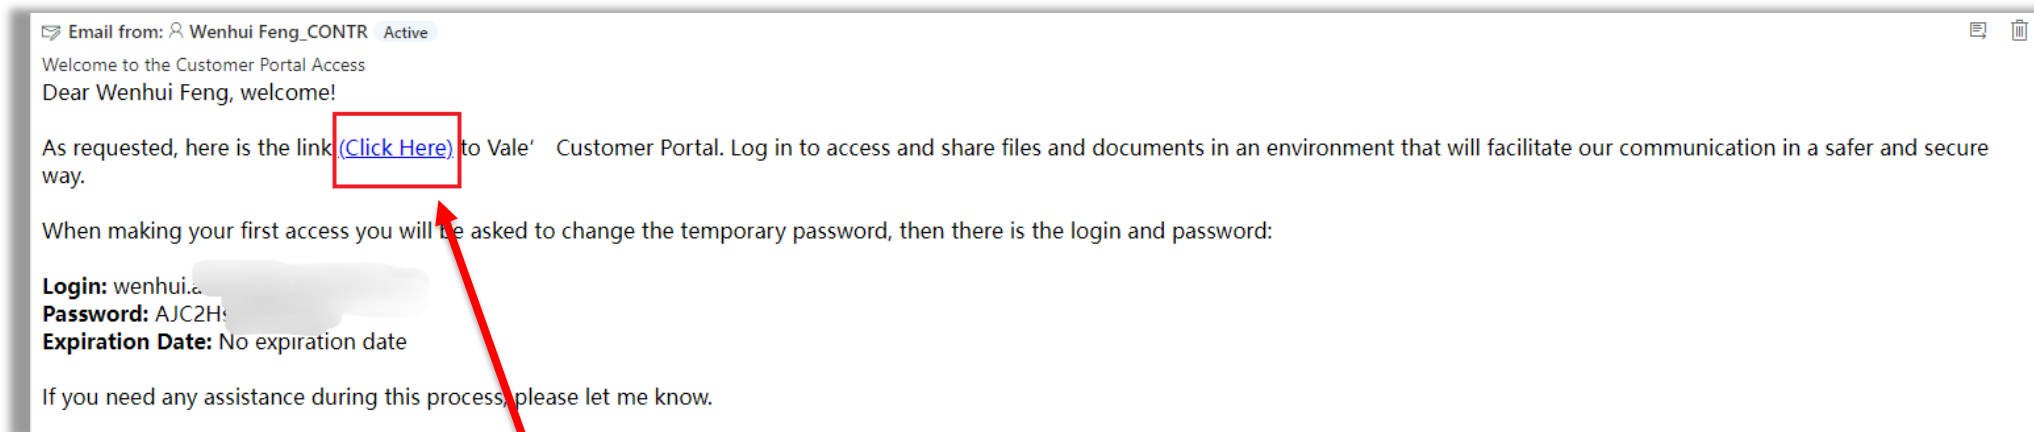 Email from: Wenhui Feng_CONTR Active
Welcome to the Customer Portal Access
Dear Wenhui Feng, welcome!
As requested, here is the link (Click Here) to Vale' Customer Portal. Log in to access and share files and documents in an environment that will facilitate our communication in a safer and secure
way.
When making your first access you will be asked to change the temporary password, then there is the login and password:
Login:
Password:
Expiration Date: No expiration date
If you need any assistance during this process, please let me know.